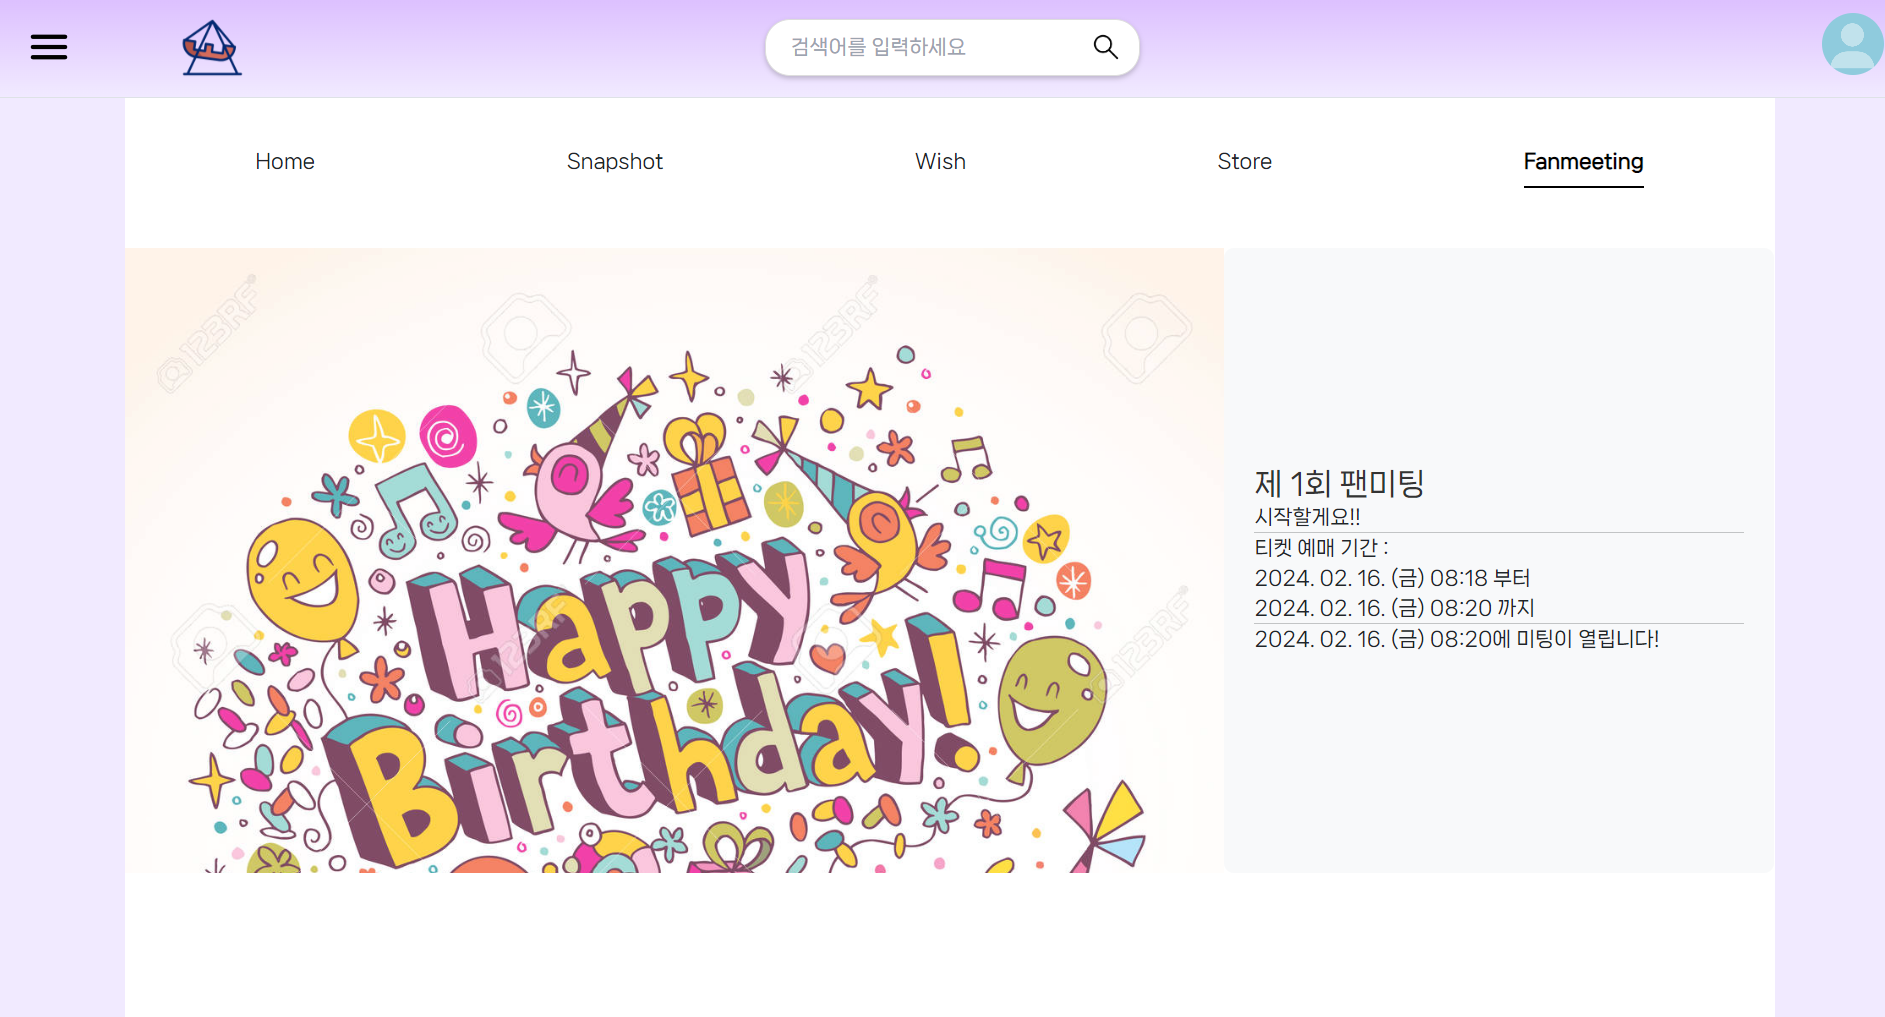 검색어를 입력하세요
Home
Snapshot
Wish
Store
Fanmeeting
@123RF
@123RF
Happy
Birthday!
@123RF
@123RF
제 1회 팬미팅
시작할게요!!
티켓 예매 기간 :
2024. 02. 16. (금) 08:18 부터
2024. 02. 16. (금) 08:20 까지
2024. 02. 16. (금) 08:20에 미팅이 열립니다!